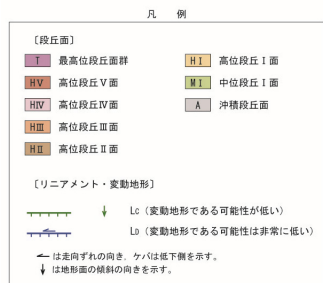 凡 例
〔段丘面〕
T 最高位段丘面群
HⅤ 高位段丘Ⅴ面
HⅣ 高位段丘Ⅳ面
HⅢ 高位段丘Ⅲ面
HⅡ 高位段丘Ⅱ面
HⅠ 高位段丘Ⅰ面
MⅠ 中位段丘Ⅰ面
A 沖積段丘面
〔リニアメント・変動地形〕
Lc (変動地形である可能性が低い)
LD (変動地形である可能性は非常に低い)
← は走向ずれの向き，ケバは低下側を示す。
↓ は地形面の傾斜の向きを示す。